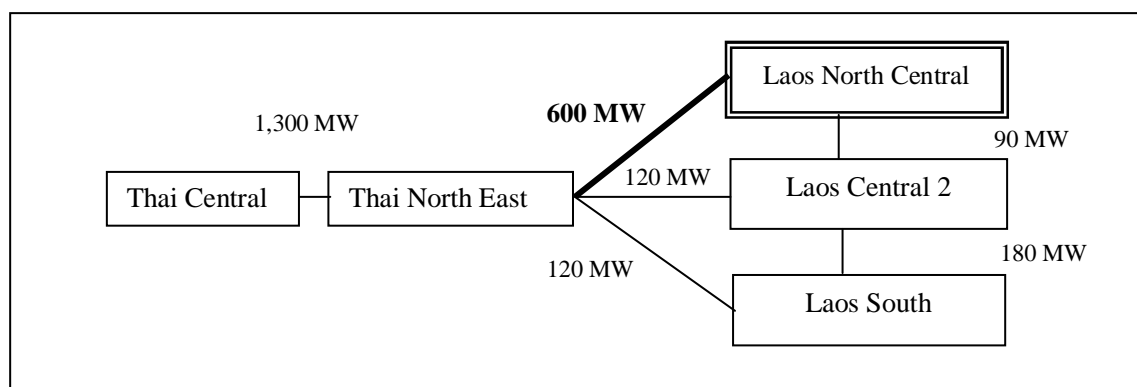 Laos North Central
600 MW
1,300 MW
90 MW
Thai Central
Thai North East
120 MW
Laos Central 2
180 MW
120 MW
Laos South